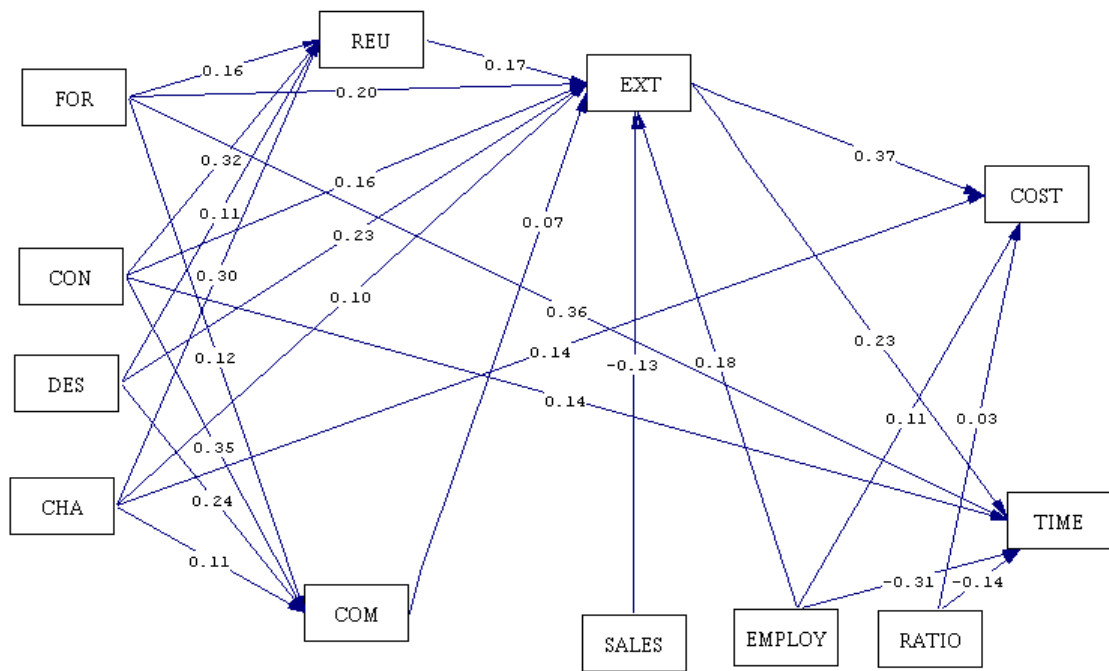 REU
FOR
EXT
0.17
0.16
0.20
0.32
0.16
0.37
COST
0.11
0.07
0.23
CON
0.30
0.10
0.36
0.23
DES
0.12
0.14
-0.13
0.18
0.14
0.11
0.03
0.35
CHA
0.24
TIME
0.11
-0.31
-0.14
COM
SALES
EMPLOY
RATIO